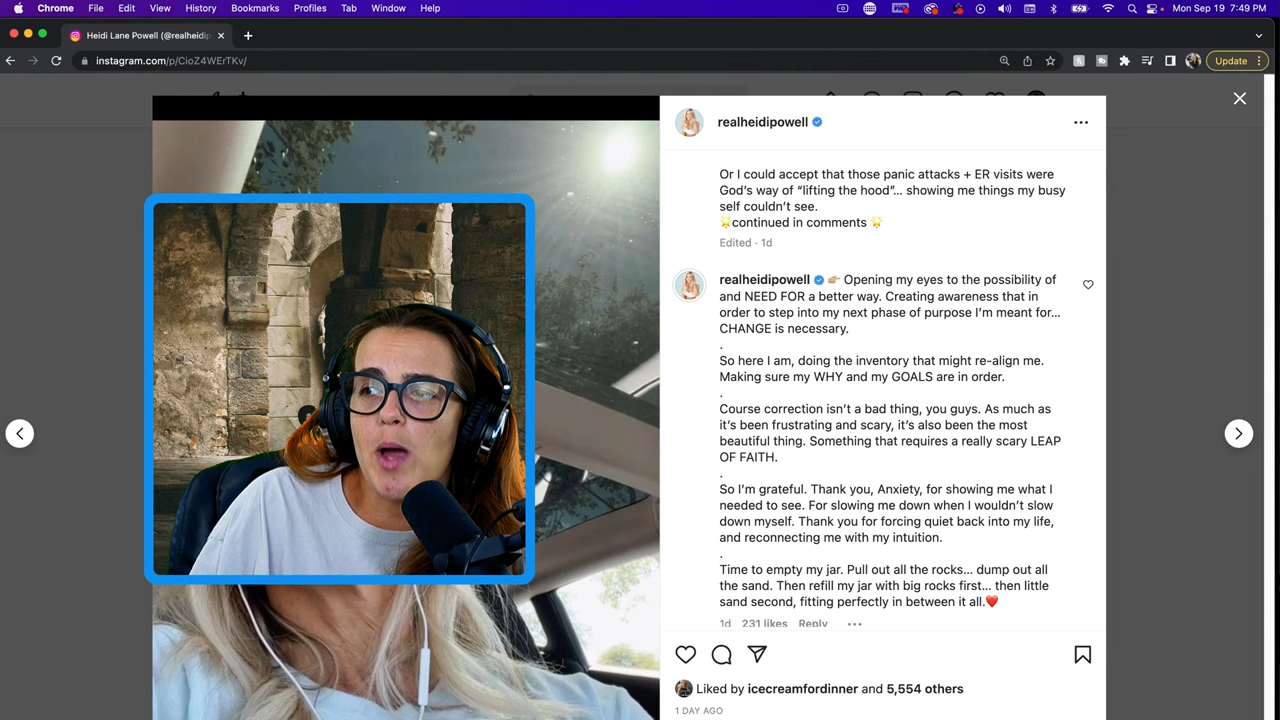 Chrome File Edit View History Bookmarks Profiles Tab Window Help Mon Sep 19 7:49 PM
Heidi Lane Powell (@realheidip
instagram.com/p/CioZ4WErTKv/ Update
realheidipowell
Or I could accept that those panic attacks + ER visits were
God's way of “lifting the hood”... showing me things my busy
self couldn't see.
🌟continued in comments 🌟
Edited · 1d
realheidipowell 👉🏼 Opening my eyes to the possibility of
and NEED FOR a better way. Creating awareness that in
order to step into my next phase of purpose I'm meant for...
CHANGE is necessary.
.
So here I am, doing the inventory that might re-align me.
Making sure my WHY and my GOALS are in order.
.
Course correction isn't a bad thing, you guys. As much as
it's been frustrating and scary, it's also been the most
beautiful thing. Something that requires a really scary LEAP
OF FAITH.
.
So I'm grateful. Thank you, Anxiety, for showing me what I
needed to see. For slowing me down when I wouldn't slow
down myself. Thank you for forcing quiet back into my life,
and reconnecting me with my intuition.
.
Time to empty my jar. Pull out all the rocks... dump out all
the sand. Then refill my jar with big rocks first... then little
sand second, fitting perfectly in between it all.❤️
1d 231 likes Reply
Liked by icecreamfordinner and 5,554 others
1 DAY AGO